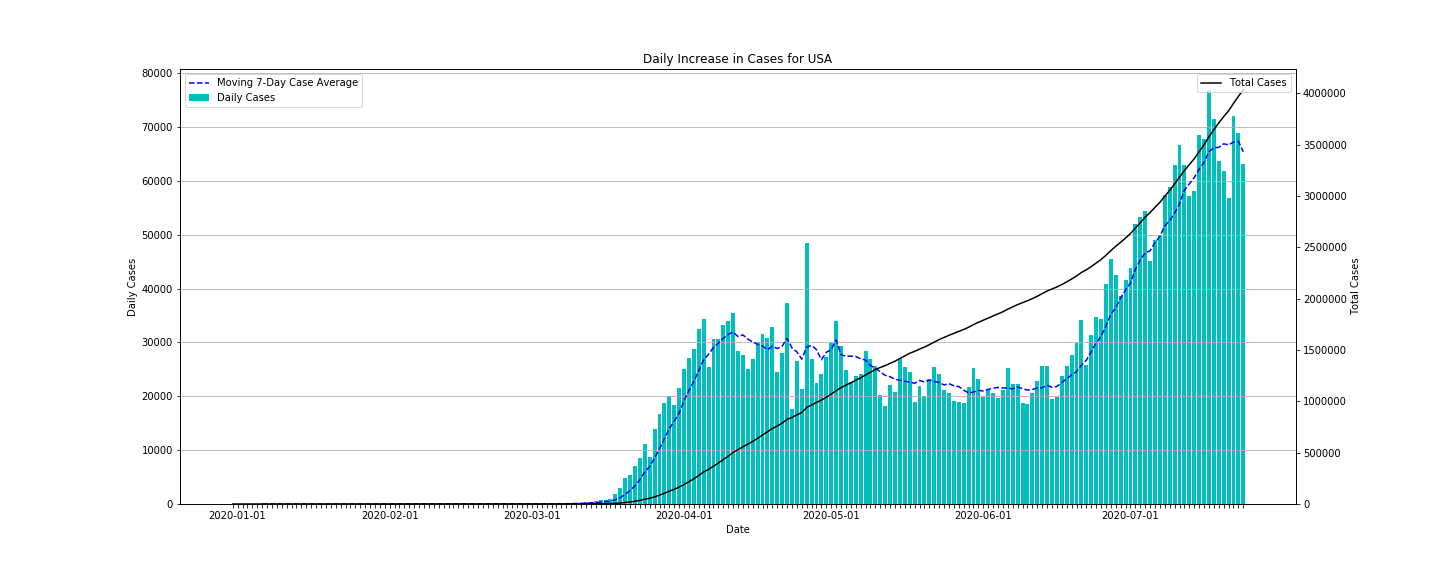 Daily Increase in Cases for USA
Moving 7-Day Case Average
Daily Cases
Total Cases
80000
70000
60000
50000
40000
30000
20000
10000
0
Daily Cases
4000000
3500000
3000000
2500000
2000000
1500000
1000000
500000
0
Total Cases
2020-01-01 2020-02-01 2020-03-01 2020-04-01 2020-05-01 2020-06-01 2020-07-01
Date